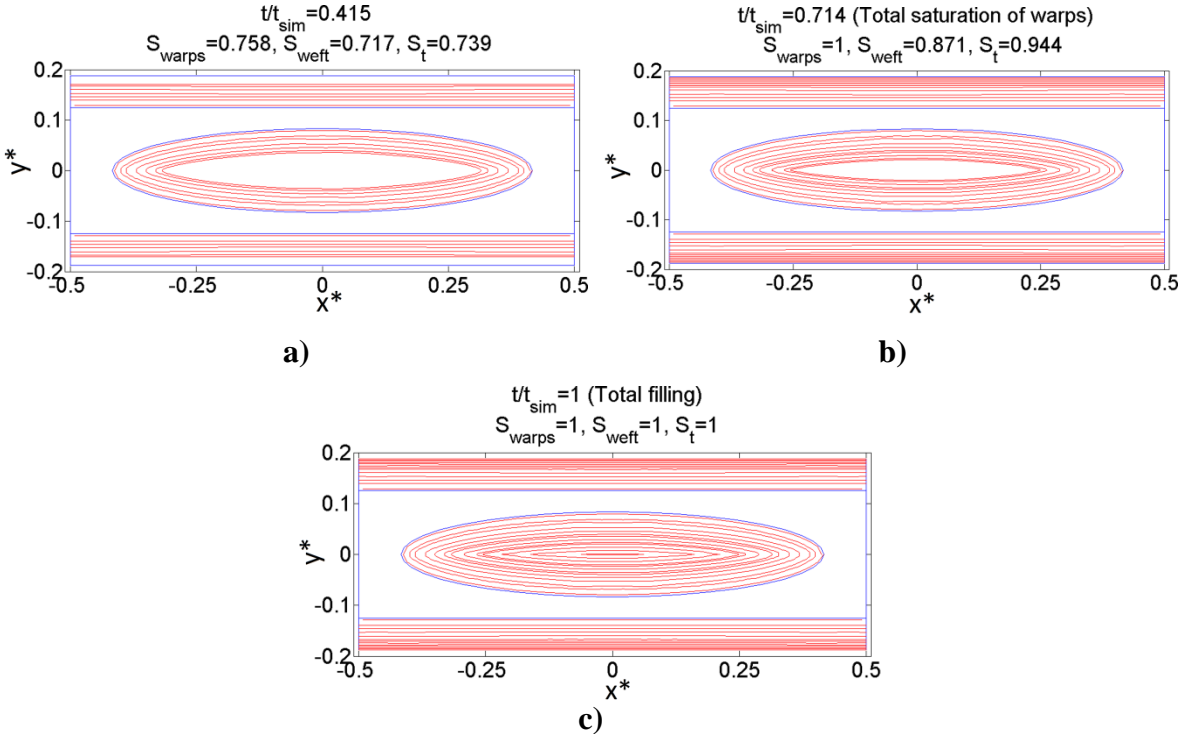 t/t_sim=0.415
S_warps=0.758, S_weft=0.717, S_t=0.739
0.2
0.1
0
-0.1
-0.2
y*
-0.5
-0.25
0
0.25
0.5
x*
a)
t/t_sim=0.714 (Total saturation of warps)
S_warps=1, S_weft=0.871, S_t=0.944
0.2
0.1
0
-0.1
-0.2
y*
-0.5
-0.25
0
0.25
0.5
x*
b)
t/t_sim=1 (Total filling)
S_warps=1, S_weft=1, S_t=1
0.2
0.1
0
-0.1
-0.2
y*
-0.5
-0.25
0
0.25
0.5
x*
c)